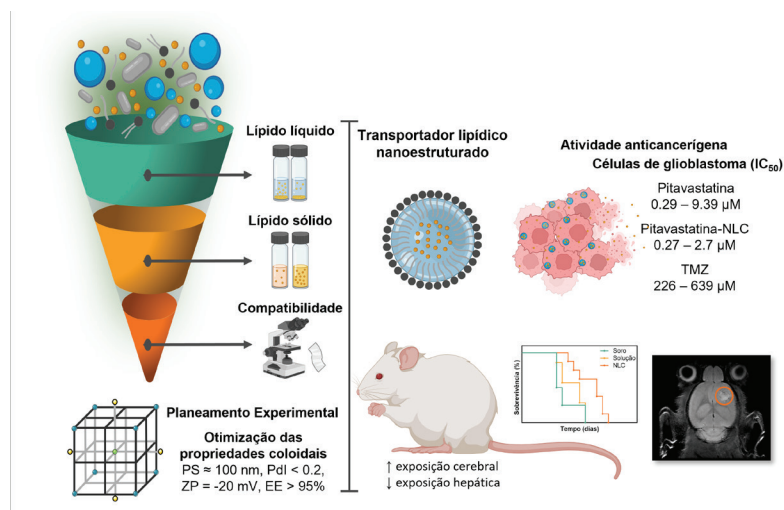 Lípido líquido
Lípido sólido
Compatibilidade
Planeamento Experimental
Otimização das
propriedades coloidais
PS ≈ 100 nm, PdI < 0.2,
ZP = -20 mV, EE > 95%
Transportador lipídico
nanoestruturado
Atividade anticancerígena
Células de glioblastoma (IC₅₀)
Pitavastatina
0.29 – 9.39 µM
Pitavastatina-NLC
0.27 – 2.7 µM
TMZ
226 – 639 µM
↑ exposição cerebral
↓ exposição hepática
Sobrevivência (%)
Soro
Solução
NLC
Tempo (dias)